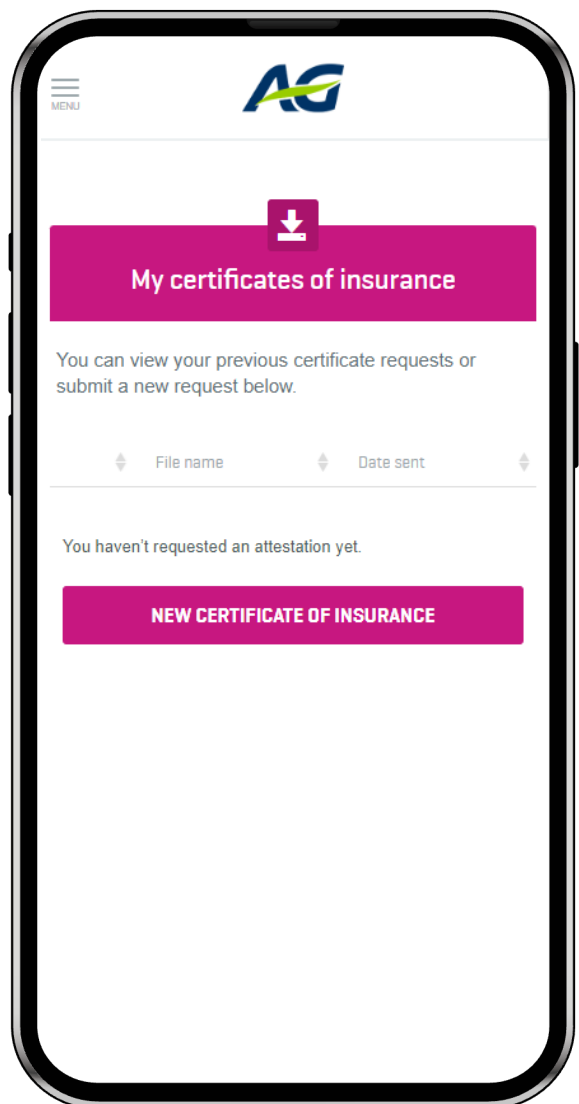 MENU
AG
My certificates of insurance
You can view your previous certificate requests or
submit a new request below.
File name Date sent
You haven't requested an attestation yet.
NEW CERTIFICATE OF INSURANCE